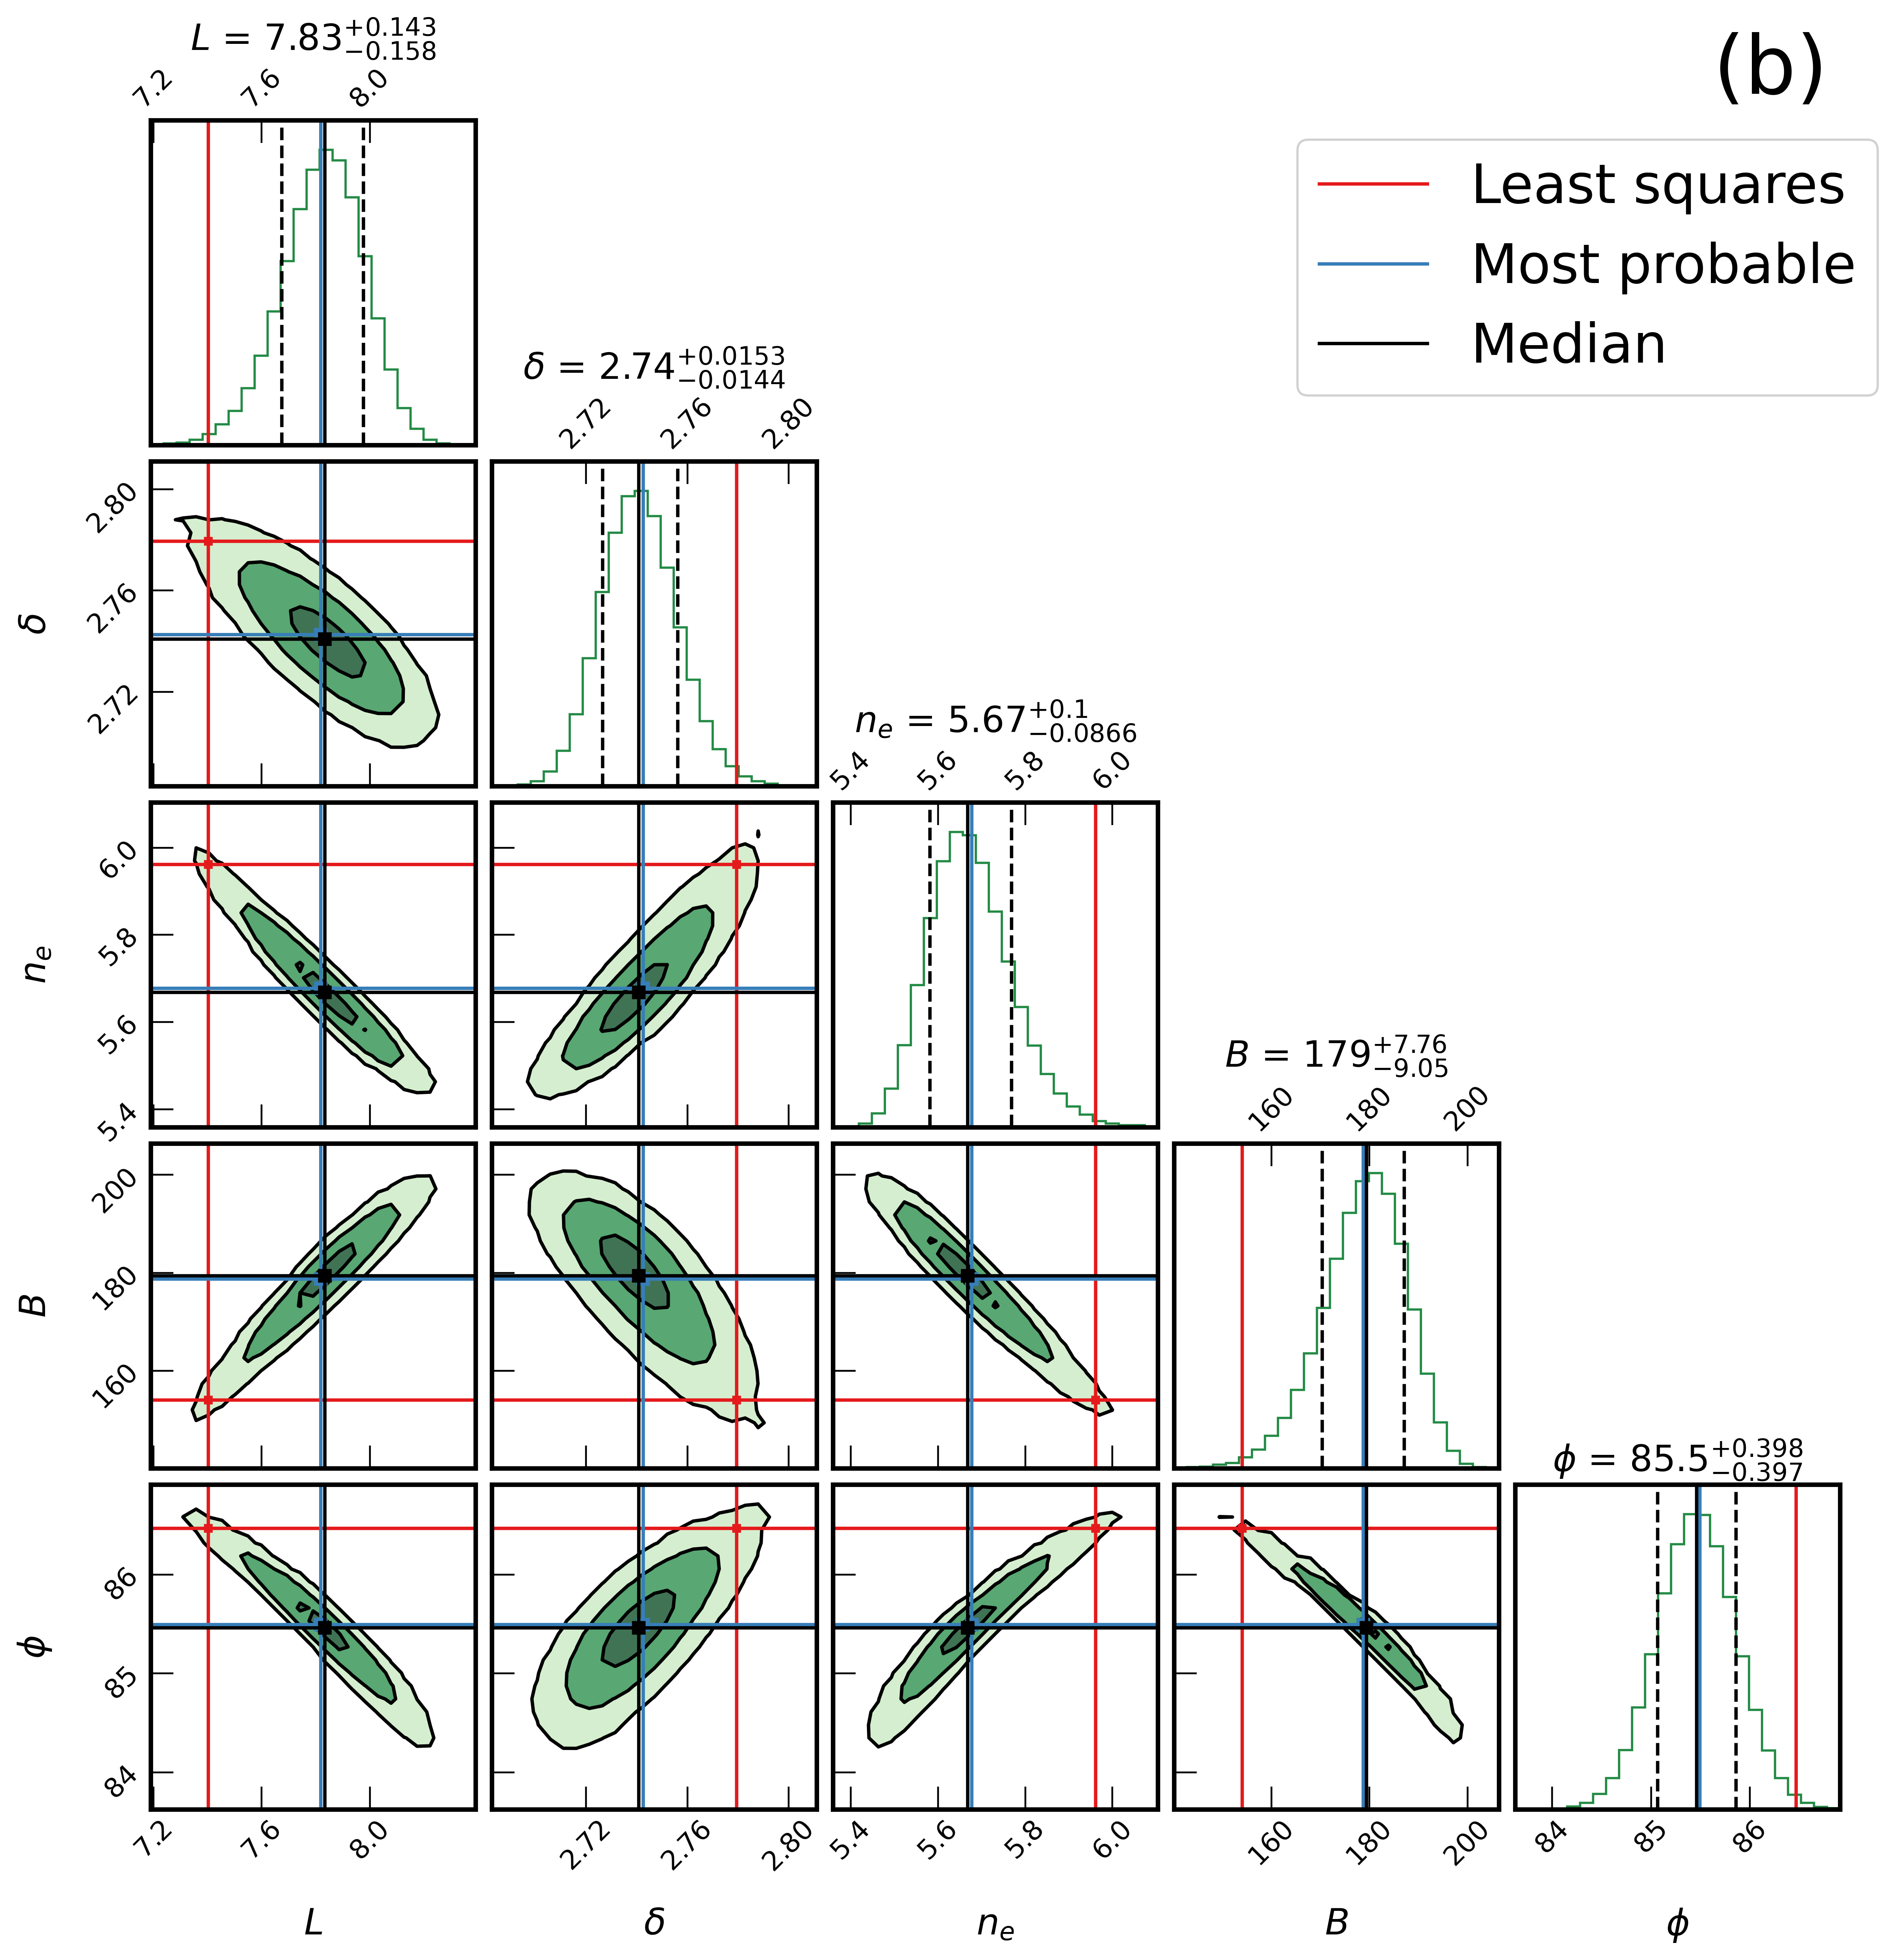 (b)
L = 7.83 +0.143 −0.158
7.2 7.6 8.0
Least squares
Most probable
Median
δ = 2.74 +0.0153 −0.0144
2.72 2.76 2.80
δ
2.80
2.76
2.72
n_e = 5.67 +0.1 −0.0866
5.4 5.6 5.8 6.0
n_e
6.0
5.8
5.6
5.4
B = 179 +7.76 −9.05
160 180 200
B
200
180
160
ϕ = 85.5 +0.398 −0.397
ϕ
86
85
84
7.2 7.6 8.0 2.72 2.76 2.80 5.4 5.6 5.8 6.0 160 180 200 84 85 86
L δ n_e B ϕ